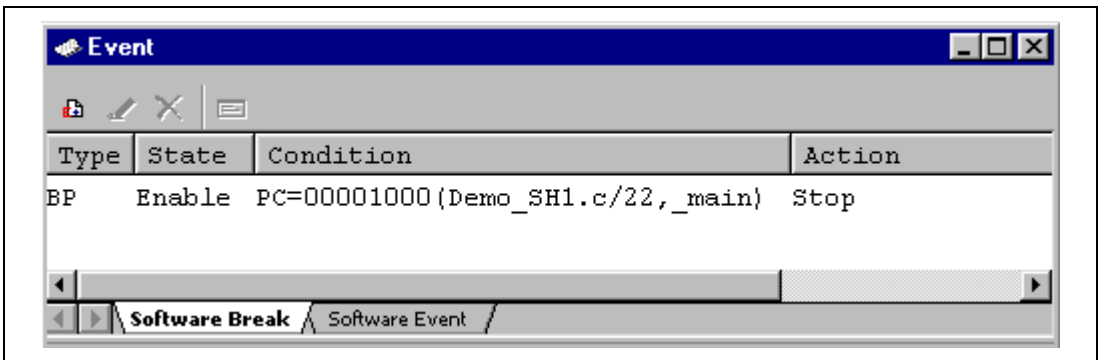 Event
Type State Condition Action
BP Enable PC=00001000(Demo_SH1.c/22,_main) Stop
Software Break Software Event